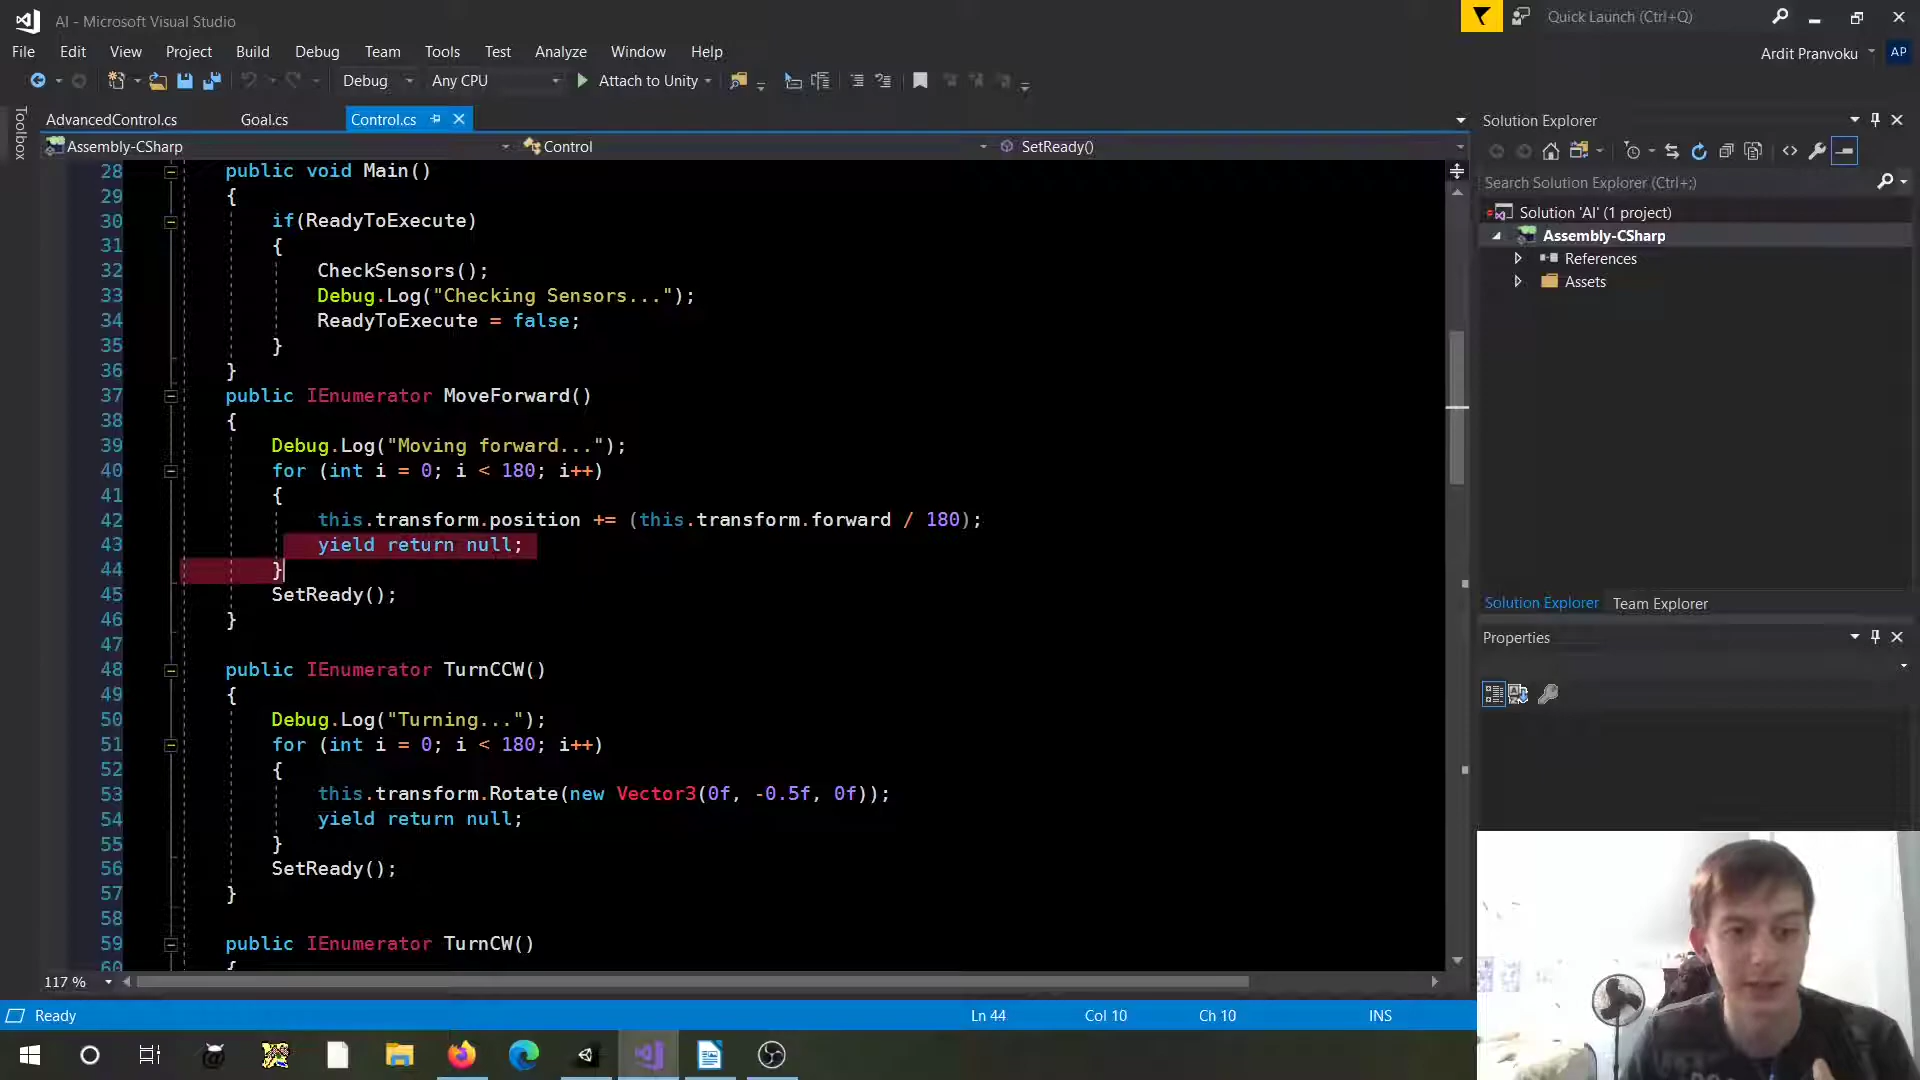 AI - Microsoft Visual Studio
Quick Launch (Ctrl+Q)
File Edit View Project Build Debug Team Tools Test Analyze Window Help
Ardit Pranvoku AP
Debug Any CPU Attach to Unity
Toolbox
AdvancedControl.cs Goal.cs Control.cs
Assembly-CSharp Control SetReady()
28 public void Main()
29 {
30 if(ReadyToExecute)
31 {
32 CheckSensors();
33 Debug.Log("Checking Sensors...");
34 ReadyToExecute = false;
35 }
36 }
37 public IEnumerator MoveForward()
38 {
39 Debug.Log("Moving forward...");
40 for (int i = 0; i < 180; i++)
41 {
42 this.transform.position += (this.transform.forward / 180);
43 yield return null;
44 }
45 SetReady();
46 }
47
48 public IEnumerator TurnCCW()
49 {
50 Debug.Log("Turning...");
51 for (int i = 0; i < 180; i++)
52 {
53 this.transform.Rotate(new Vector3(0f, -0.5f, 0f));
54 yield return null;
55 }
56 SetReady();
57 }
58
59 public IEnumerator TurnCW()
60 {
117 %
Ready Ln 44 Col 10 Ch 10 INS
Solution Explorer
Search Solution Explorer (Ctrl+;)
Solution 'AI' (1 project)
Assembly-CSharp
References
Assets
Solution Explorer Team Explorer
Properties